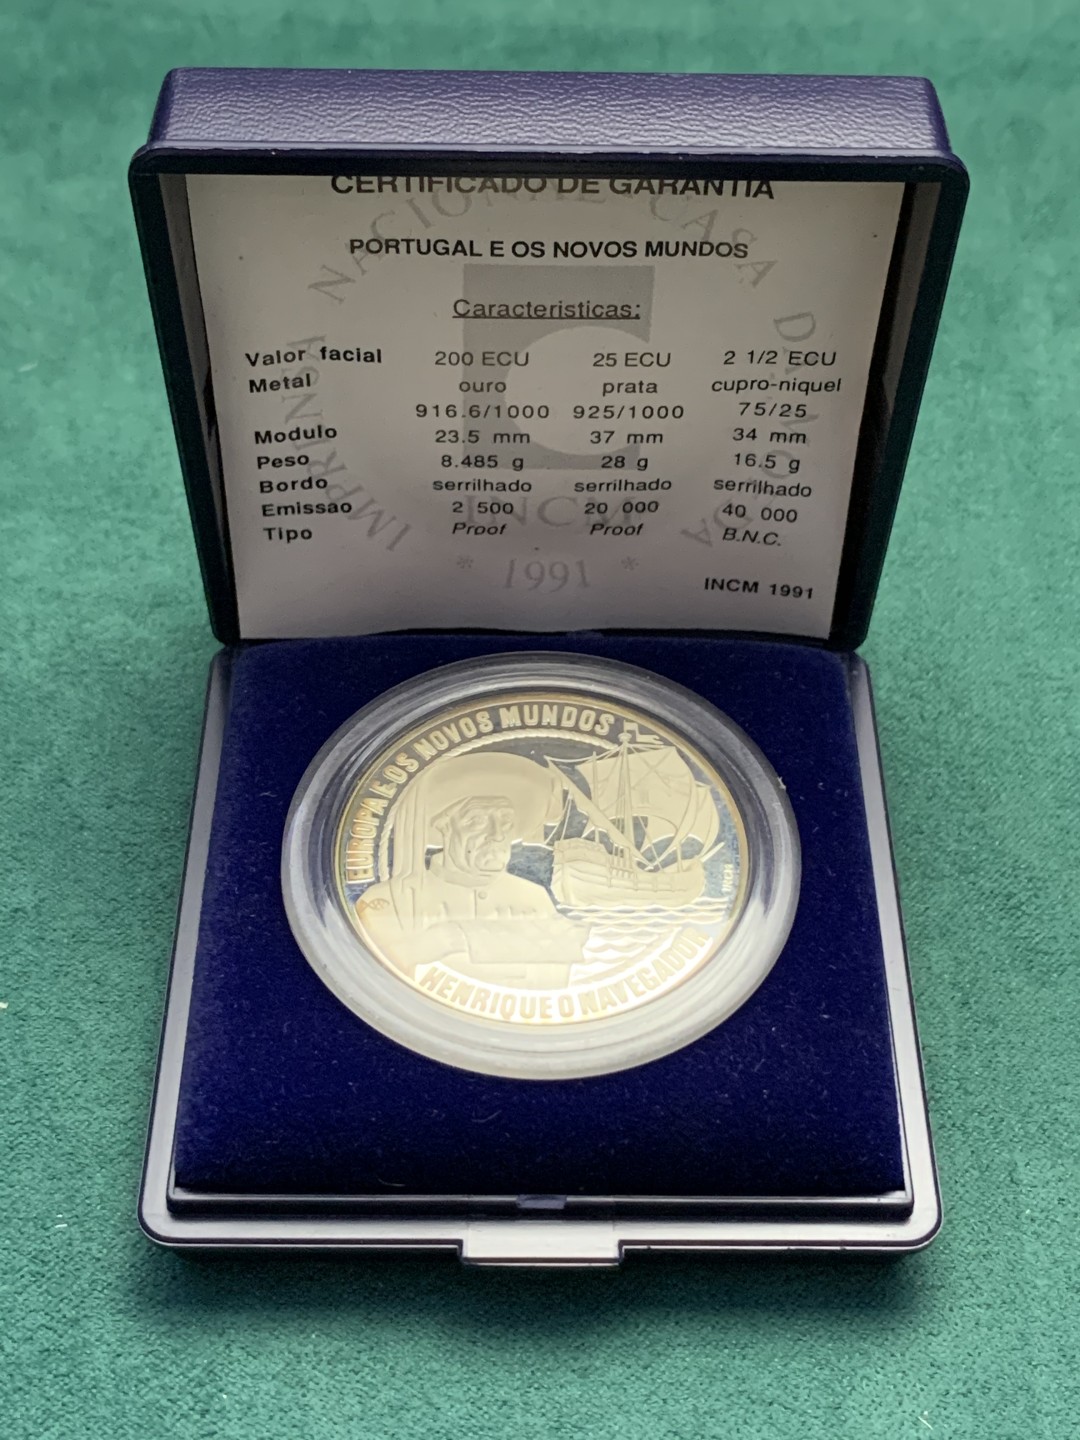 CERTIFICADO DE GARANTIA
PORTUGAL E OS NOVOS MUNDOS
Caracteristicas:
Valor facial 200 ECU 25 ECU 2 1/2 ECU
Metal ouro prata cupro-niquel
916.6/1000 925/1000 75/25
Modulo 23.5 mm 37 mm 34 mm
Peso 8.485 g 28 g 16.5 g
Bordo serrilhado serrilhado serrilhado
Emissao 2 500 20 000 40 000
Tipo Proof Proof B.N.C.
INCM 1991
IMPRENSA NACIONAL - CASA DA MOEDA
INCM
* 1991 *
EUROPA E OS NOVOS MUNDOS
INCM
HENRIQUE O NAVEGADOR